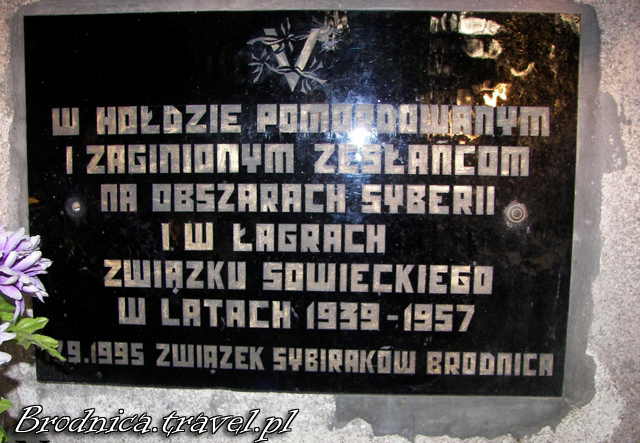 W HOŁDZIE POMORDOWANYM
I ZAGINIONYM ZESŁAŃCOM
NA OBSZARACH SYBERII
I W ŁAGRACH
ZWIĄZKU SOWIECKIEGO
W LATACH 1939-1957
9.1995 ZWIĄZEK SYBIRAKÓW BRODNICA
Brodnica.travel.pl